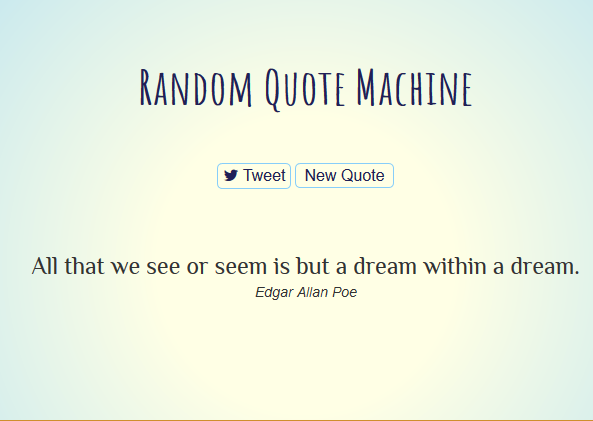 Random Quote Machine
Tweet New Quote
All that we see or seem is but a dream within a dream.
Edgar Allan Poe